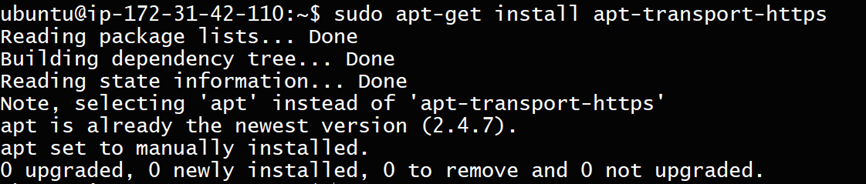 ubuntu@ip-172-31-42-110:~$ sudo apt-get install apt-transport-https
Reading package lists... Done
Building dependency tree... Done
Reading state information... Done
Note, selecting 'apt' instead of 'apt-transport-https'
apt is already the newest version (2.4.7).
apt set to manually installed.
0 upgraded, 0 newly installed, 0 to remove and 0 not upgraded.